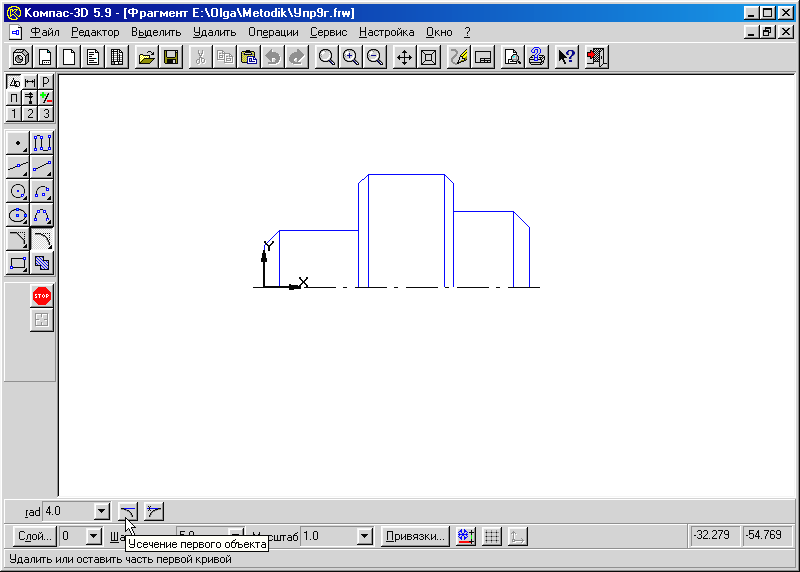 Компас-3D 5.9 - [Фрагмент E:\Olga\Metodik\Упр9г.frw]
Файл Редактор Выделить Удалить Операции Сервис Настройка Окно ?
P
П
1 2 3
STOP
Y
X
rad 4.0
Слой... 0 5.0 Масштаб 1.0 Привязки... -32.279 -54.769
Усечение первого объекта
Удалить или оставить часть первой кривой